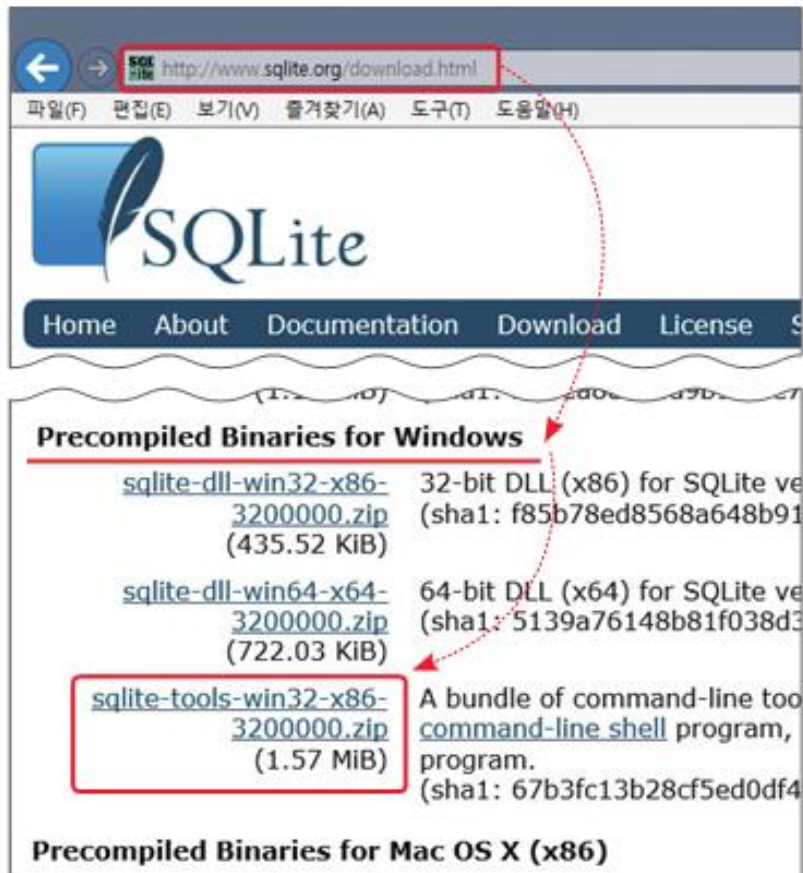 SQL
ite http://www.sqlite.org/download.html
파일(F) 편집(E) 보기(V) 즐겨찾기(A) 도구(T) 도움말(H)
SQLite
Home About Documentation Download License S
Precompiled Binaries for Windows
sqlite-dll-win32-x86- 32-bit DLL (x86) for SQLite ve
3200000.zip (sha1: f85b78ed8568a648b91
(435.52 KiB)
sqlite-dll-win64-x64- 64-bit DLL (x64) for SQLite ve
3200000.zip (sha1: 5139a76148b81f038d3
(722.03 KiB)
sqlite-tools-win32-x86- A bundle of command-line too
3200000.zip command-line shell program,
(1.57 MiB) program.
(sha1: 67b3fc13b28cf5ed0df4
Precompiled Binaries for Mac OS X (x86)